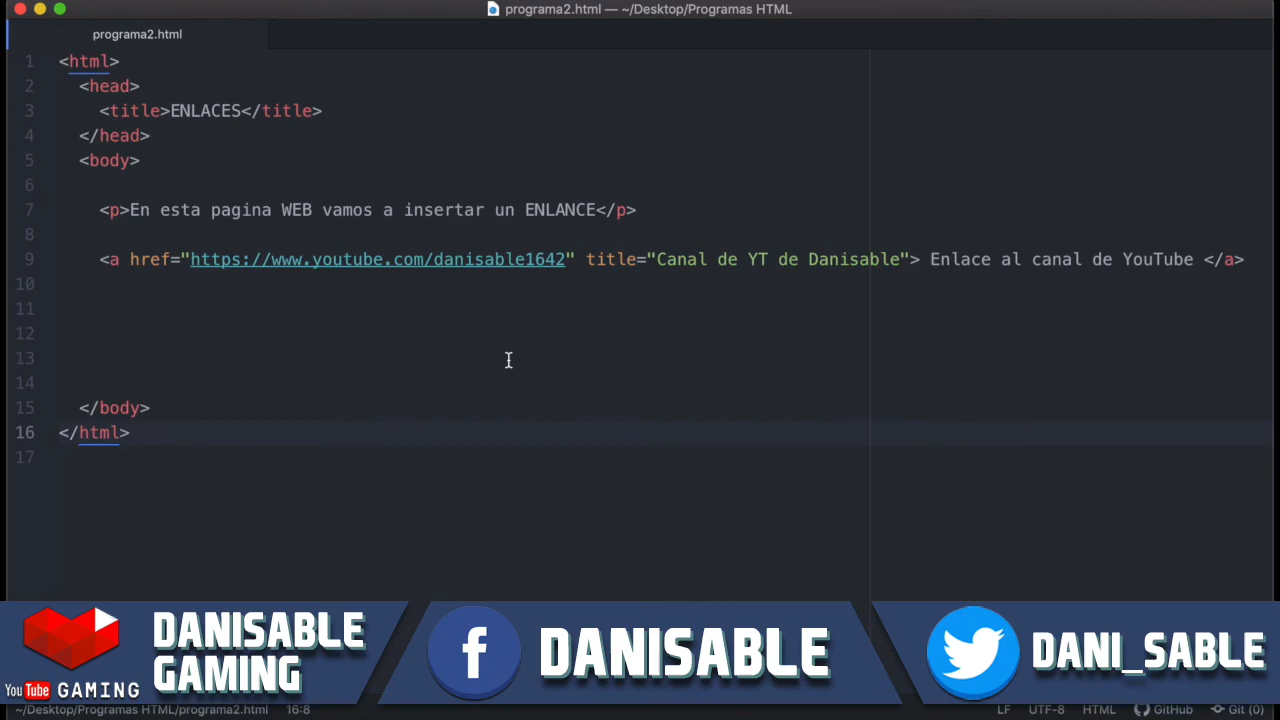 programa2.html — ~/Desktop/Programas HTML
programa2.html
1 <html>
2 <head>
3 <title>ENLACES</title>
4 </head>
5 <body>
6
7 <p>En esta pagina WEB vamos a insertar un ENLANCE</p>
8
9 <a href="https://www.youtube.com/danisable1642" title="Canal de YT de Danisable"> Enlace al canal de YouTube </a>
10
11
12
13
14
15 </body>
16 </html>
17
DANISABLE
GAMING
YouTube GAMING
f DANISABLE
DANI_SABLE
~/Desktop/Programas HTML/programa2.html 16:8 LF UTF-8 HTML GitHub Git (0)